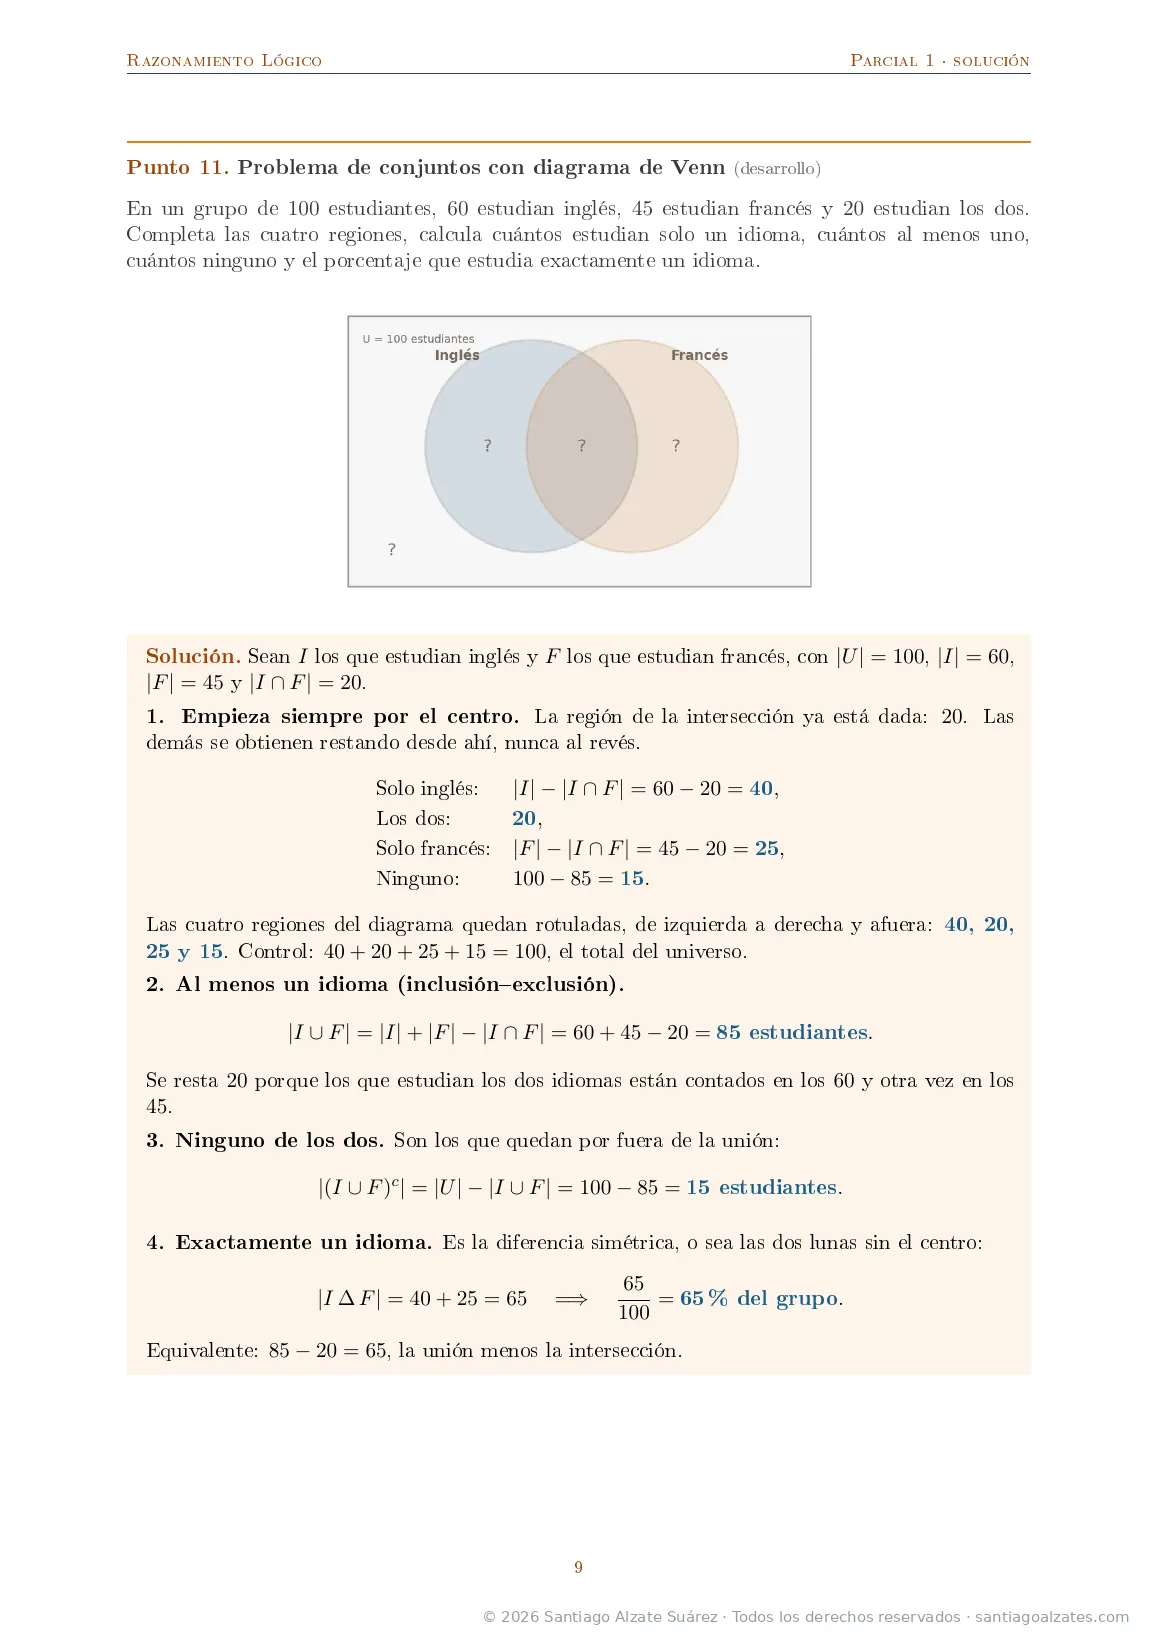 Razonamiento Lógico
Parcial 1 · solución
Punto 11. Problema de conjuntos con diagrama de Venn (desarrollo)
En un grupo de 100 estudiantes, 60 estudian inglés, 45 estudian francés y 20 estudian los dos.
Completa las cuatro regiones, calcula cuántos estudian solo un idioma, cuántos al menos uno,
cuántos ninguno y el porcentaje que estudia exactamente un idioma.
U = 100 estudiantes
Inglés
Francés
?
?
?
?
Solución. Sean I los que estudian inglés y F los que estudian francés, con |U| = 100, |I| = 60,
|F| = 45 y |I ∩ F| = 20.
1. Empieza siempre por el centro. La región de la intersección ya está dada: 20. Las
demás se obtienen restando desde ahí, nunca al revés.
Solo inglés: |I| − |I ∩ F| = 60 − 20 = 40,
Los dos: 20,
Solo francés: |F| − |I ∩ F| = 45 − 20 = 25,
Ninguno: 100 − 85 = 15.
Las cuatro regiones del diagrama quedan rotuladas, de izquierda a derecha y afuera: 40, 20,
25 y 15. Control: 40 + 20 + 25 + 15 = 100, el total del universo.
2. Al menos un idioma (inclusión–exclusión).
|I ∪ F| = |I| + |F| − |I ∩ F| = 60 + 45 − 20 = 85 estudiantes.
Se resta 20 porque los que estudian los dos idiomas están contados en los 60 y otra vez en los
45.
3. Ninguno de los dos. Son los que quedan por fuera de la unión:
|(I ∪ F)ᶜ| = |U| − |I ∪ F| = 100 − 85 = 15 estudiantes.
4. Exactamente un idioma. Es la diferencia simétrica, o sea las dos lunas sin el centro:
|I Δ F| = 40 + 25 = 65 ⟹ 65/100 = 65 % del grupo.
Equivalente: 85 − 20 = 65, la unión menos la intersección.
9
© 2026 Santiago Alzate Suárez · Todos los derechos reservados · santiagoalzates.com